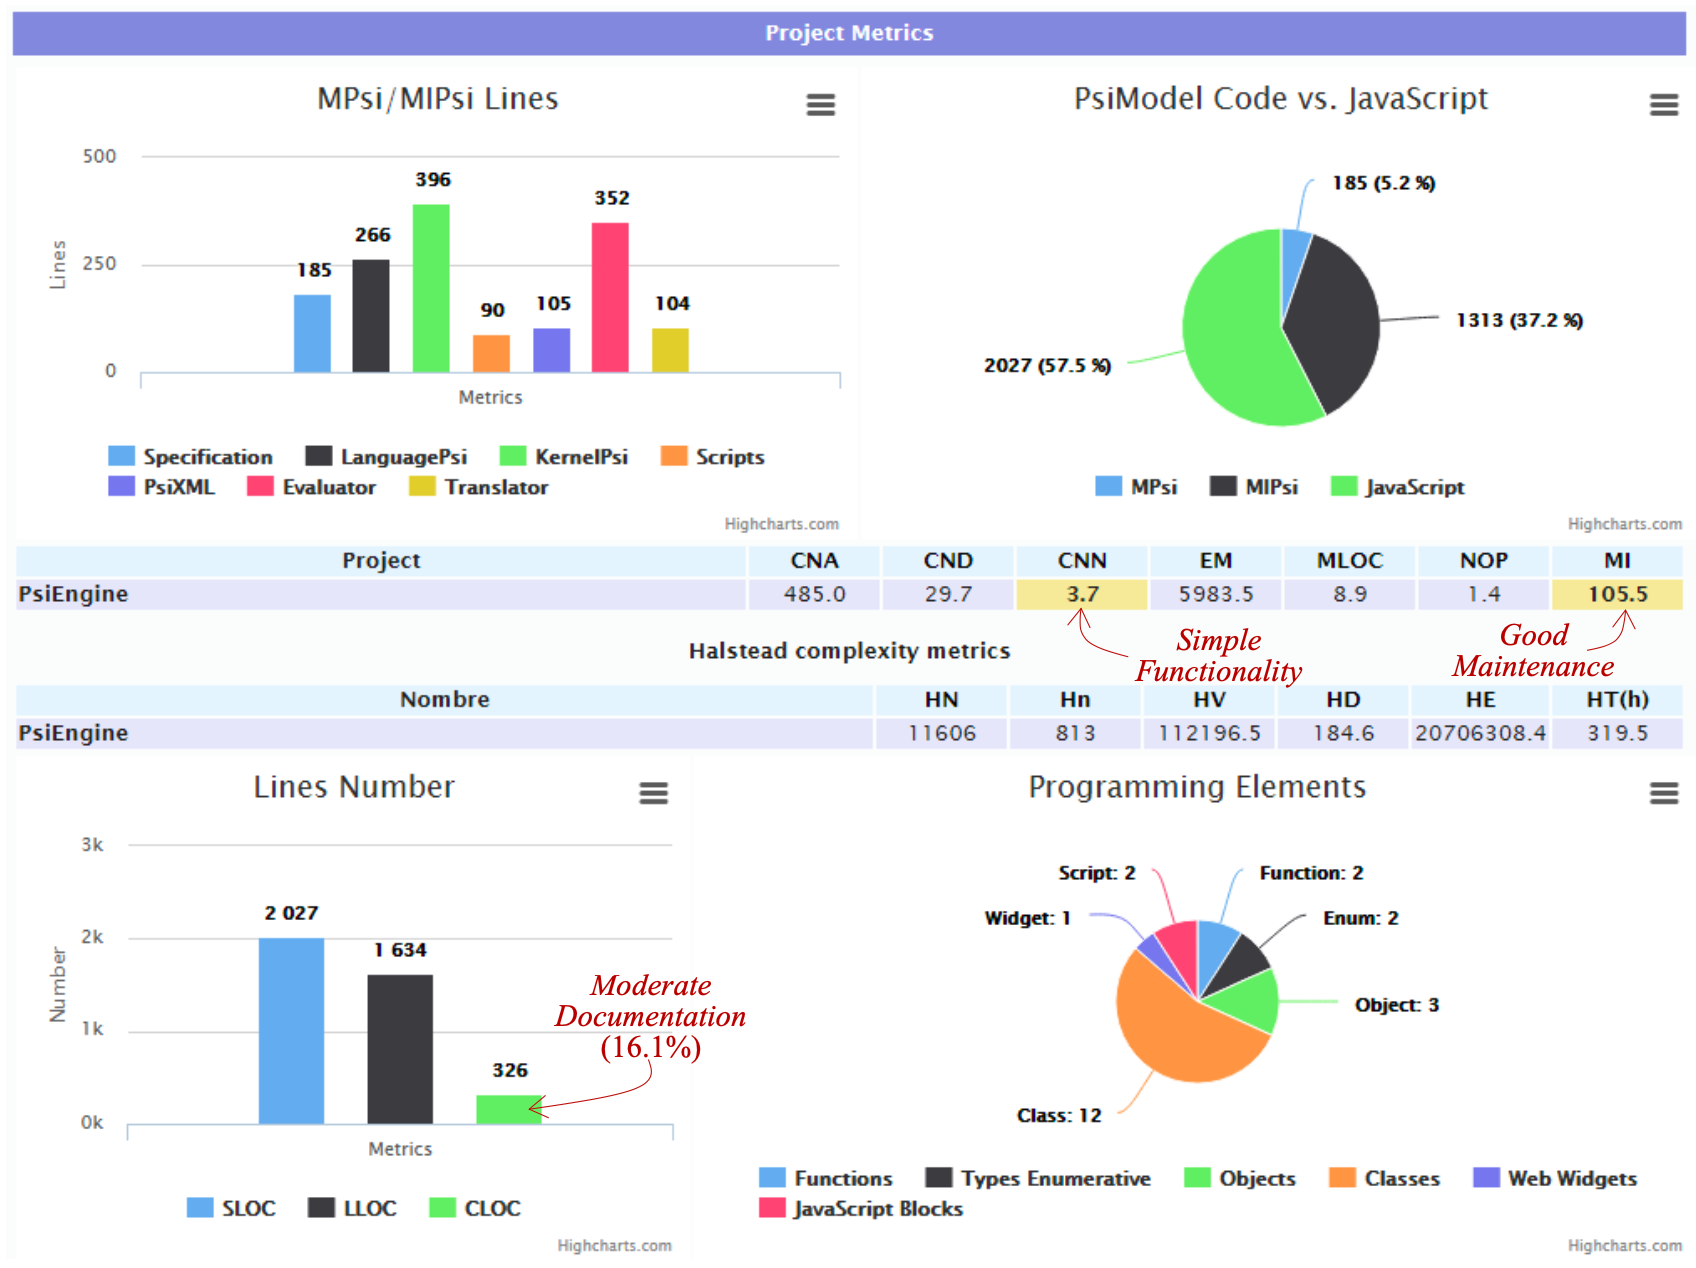 Project Metrics
MPsi/MIPsi Lines
500
250
0
Lines
185
266
396
90
105
352
104
Metrics
Specification LanguagePsi KernelPsi Scripts
PsiXML Evaluator Translator
Highcharts.com
PsiModel Code vs. JavaScript
185 (5.2 %)
1313 (37.2 %)
2027 (57.5 %)
MPsi MIPsi JavaScript
Highcharts.com
Project CNA CND CNN EM MLOC NOP MI
PsiEngine 485.0 29.7 3.7 5983.5 8.9 1.4 105.5
Simple
Functionality
Good
Maintenance
Halstead complexity metrics
Nombre HN Hn HV HD HE HT(h)
PsiEngine 11606 813 112196.5 184.6 20706308.4 319.5
Lines Number
3k
2k
1k
0k
Number
2 027
1 634
326
Moderate
Documentation
(16.1%)
Metrics
SLOC LLOC CLOC
Highcharts.com
Programming Elements
Script: 2
Function: 2
Widget: 1
Enum: 2
Object: 3
Class: 12
Functions Types Enumerative Objects Classes Web Widgets
JavaScript Blocks
Highcharts.com